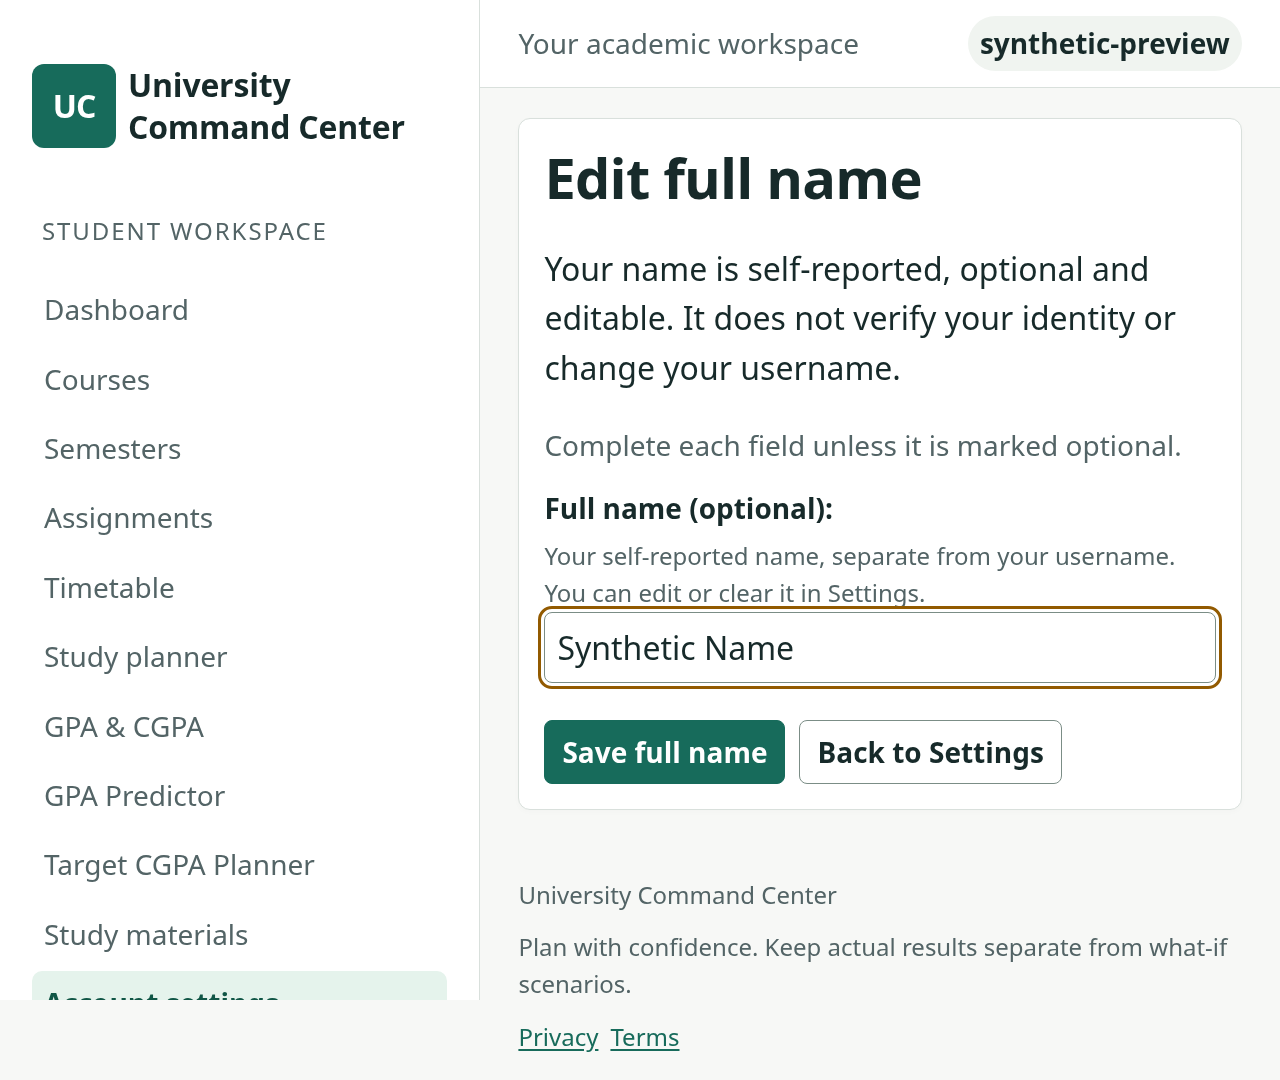 UC
University
Command Center
STUDENT WORKSPACE
Dashboard
Courses
Semesters
Assignments
Timetable
Study planner
GPA & CGPA
GPA Predictor
Target CGPA Planner
Study materials
Account settings
Your academic workspace
synthetic-preview
Edit full name
Your name is self-reported, optional and
editable. It does not verify your identity or
change your username.
Complete each field unless it is marked optional.
Full name (optional):
Your self-reported name, separate from your username.
You can edit or clear it in Settings.
Synthetic Name
Save full name
Back to Settings
University Command Center
Plan with confidence. Keep actual results separate from what-if
scenarios.
Privacy Terms